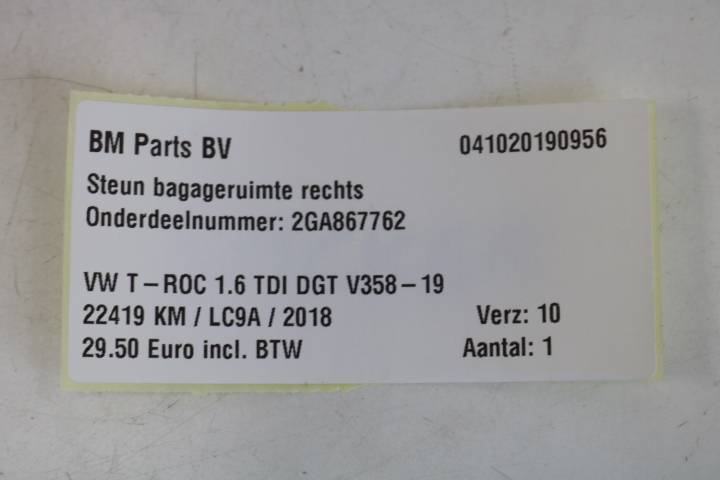 BM Parts BV 041020190956
Steun bagageruimte rechts
Onderdeelnummer: 2GA867762
VW T-ROC 1.6 TDI DGT V358-19
22419 KM / LC9A / 2018 Verz: 10
29.50 Euro incl. BTW Aantal: 1